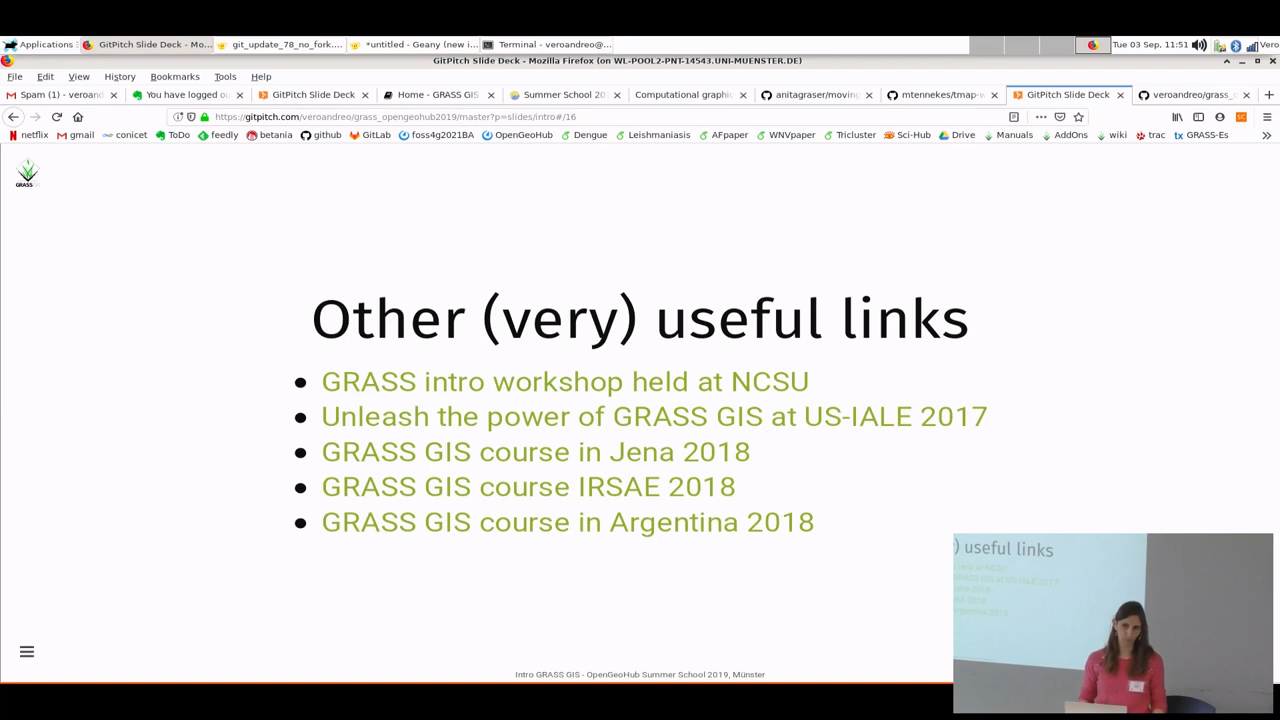 Applications
GitPitch Slide Deck - Mo...
git_update_78_no_fork....
*untitled - Geany (new i...
Terminal - veroandreo@...
Tue 03 Sep, 11:51
Vero
GitPitch Slide Deck - Mozilla Firefox (on WL-POOL2-PNT-14543.UNI-MUENSTER.DE)
File Edit View History Bookmarks Tools Help
Spam (1) - veroand
You have logged ou
GitPitch Slide Deck
Home - GRASS GIS
Summer School 20
Computational graphic
anitagraser/moving
mtennekes/tmap-w
GitPitch Slide Deck
veroandreo/grass_o
https://gitpitch.com/veroandreo/grass_opengeohub2019/master?p=slides/intro#/16
netflix gmail conicet ToDo feedly betania github GitLab foss4g2021BA OpenGeoHub Dengue Leishmaniasis AFpaper WNVpaper Tricluster Sci-Hub Drive Manuals AddOns wiki trac tx GRASS-Es
GRASS GIS
Other (very) useful links
• GRASS intro workshop held at NCSU
• Unleash the power of GRASS GIS at US-IALE 2017
• GRASS GIS course in Jena 2018
• GRASS GIS course IRSAE 2018
• GRASS GIS course in Argentina 2018
) useful links
Intro GRASS GIS - OpenGeoHub Summer School 2019, Münster